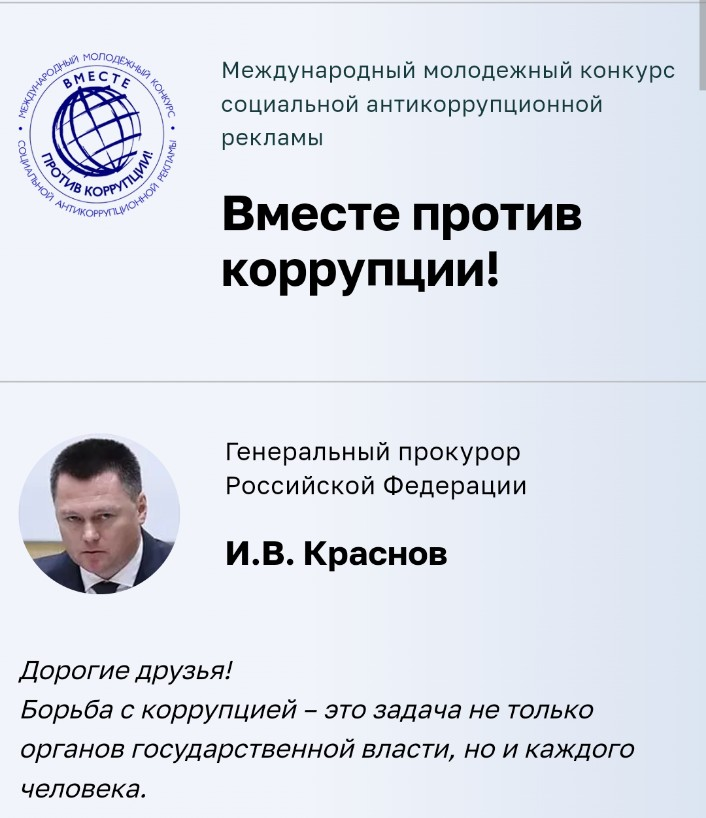 МЕЖДУНАРОДНЫЙ МОЛОДЕЖНЫЙ КОНКУРС
ВМЕСТЕ
ПРОТИВ КОРРУПЦИИ!
СОЦИАЛЬНОЙ АНТИКОРРУПЦИОННОЙ РЕКЛАМЫ
Международный молодежный конкурс
социальной антикоррупционной
рекламы
Вместе против
коррупции!
Генеральный прокурор
Российской Федерации
И.В. Краснов
Дорогие друзья!
Борьба с коррупцией – это задача не только
органов государственной власти, но и каждого
человека.